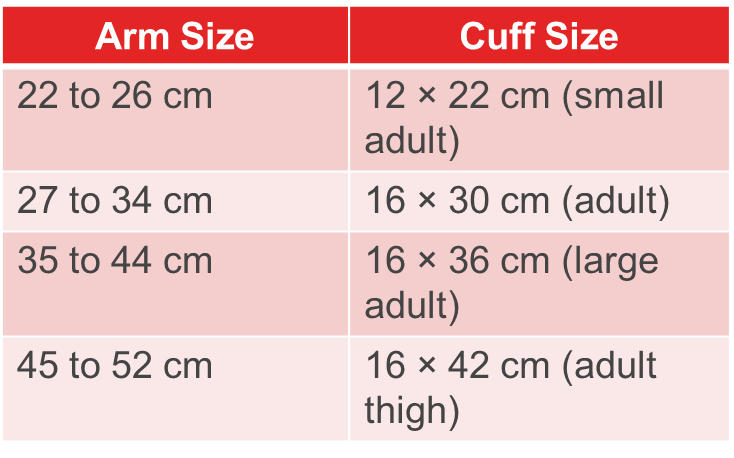 Arm Size Cuff Size
22 to 26 cm 12 × 22 cm (small
adult)
27 to 34 cm 16 × 30 cm (adult)
35 to 44 cm 16 × 36 cm (large
adult)
45 to 52 cm 16 × 42 cm (adult
thigh)